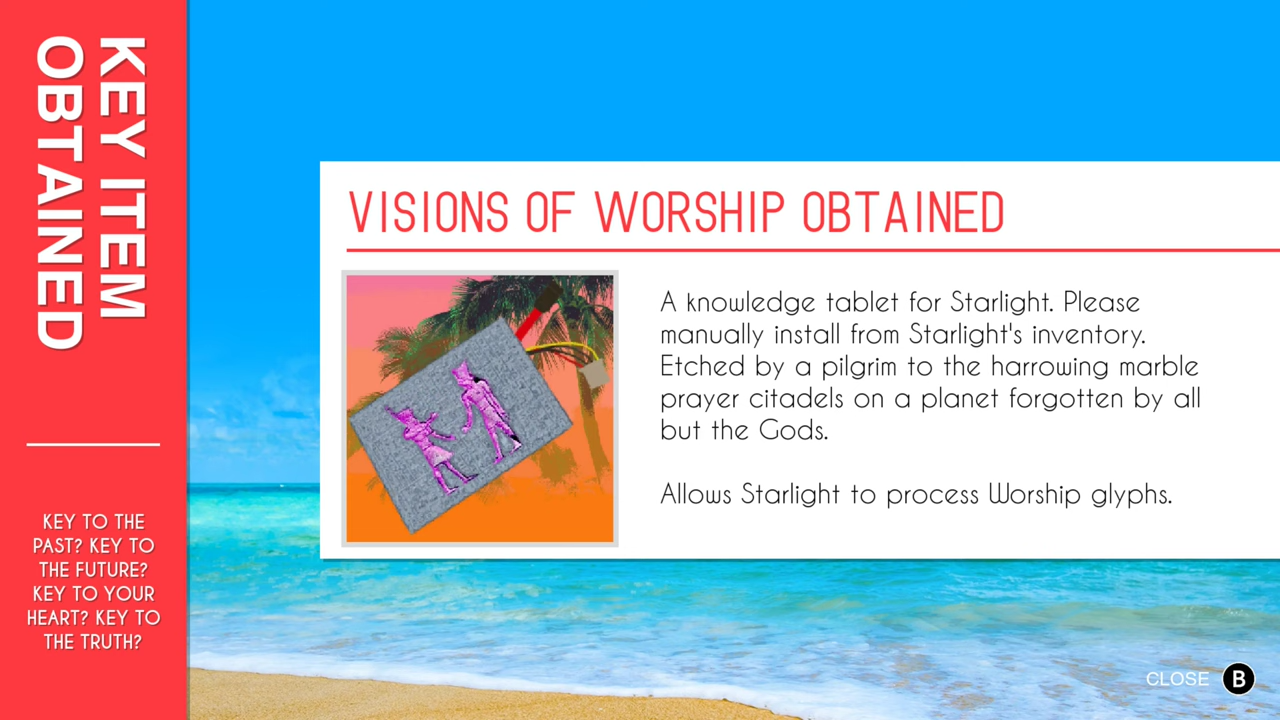 KEY ITEM
OBTAINED
KEY TO THE
PAST? KEY TO
THE FUTURE?
KEY TO YOUR
HEART? KEY TO
THE TRUTH?
VISIONS OF WORSHIP OBTAINED
A knowledge tablet for Starlight. Please
manually install from Starlight's inventory.
Etched by a pilgrim to the harrowing marble
prayer citadels on a planet forgotten by all
but the Gods.
Allows Starlight to process Worship glyphs.
CLOSE B